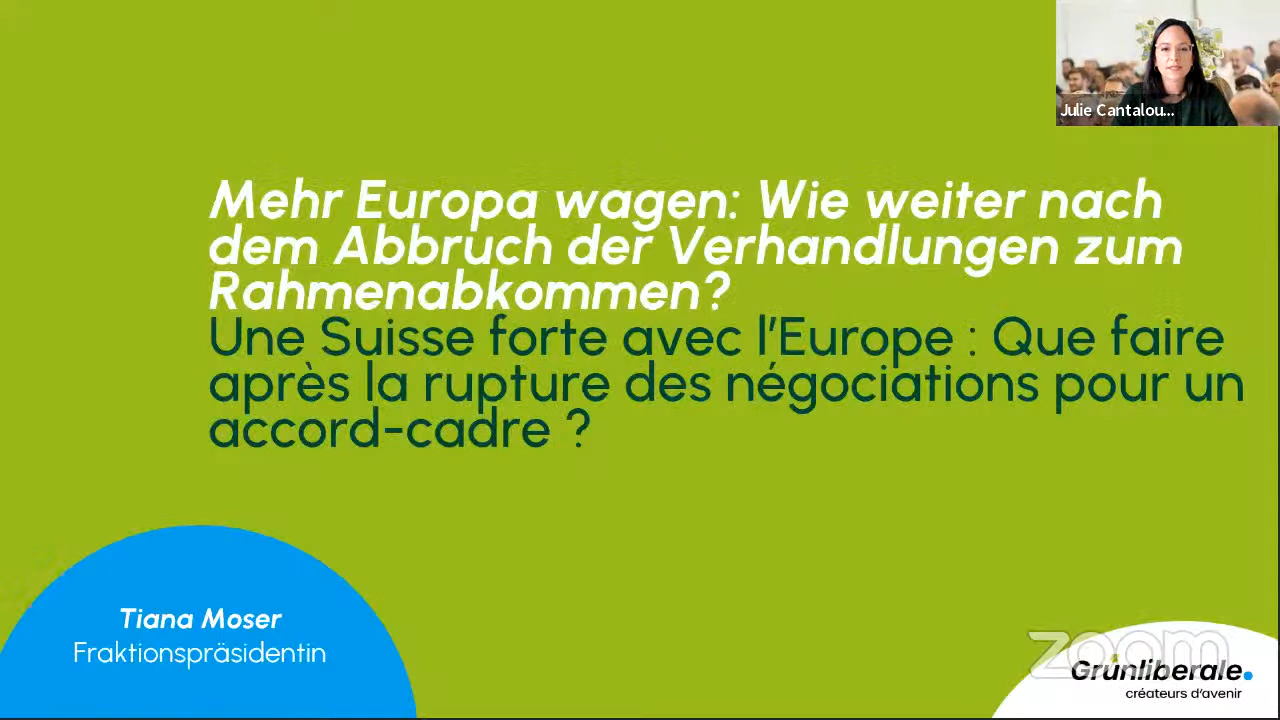 Julie Cantalou...
Mehr Europa wagen: Wie weiter nach
dem Abbruch der Verhandlungen zum
Rahmenabkommen?
Une Suisse forte avec l'Europe : Que faire
après la rupture des négociations pour un
accord-cadre ?
Tiana Moser
Fraktionspräsidentin
zoom
Grünliberale.
créateurs d'avenir